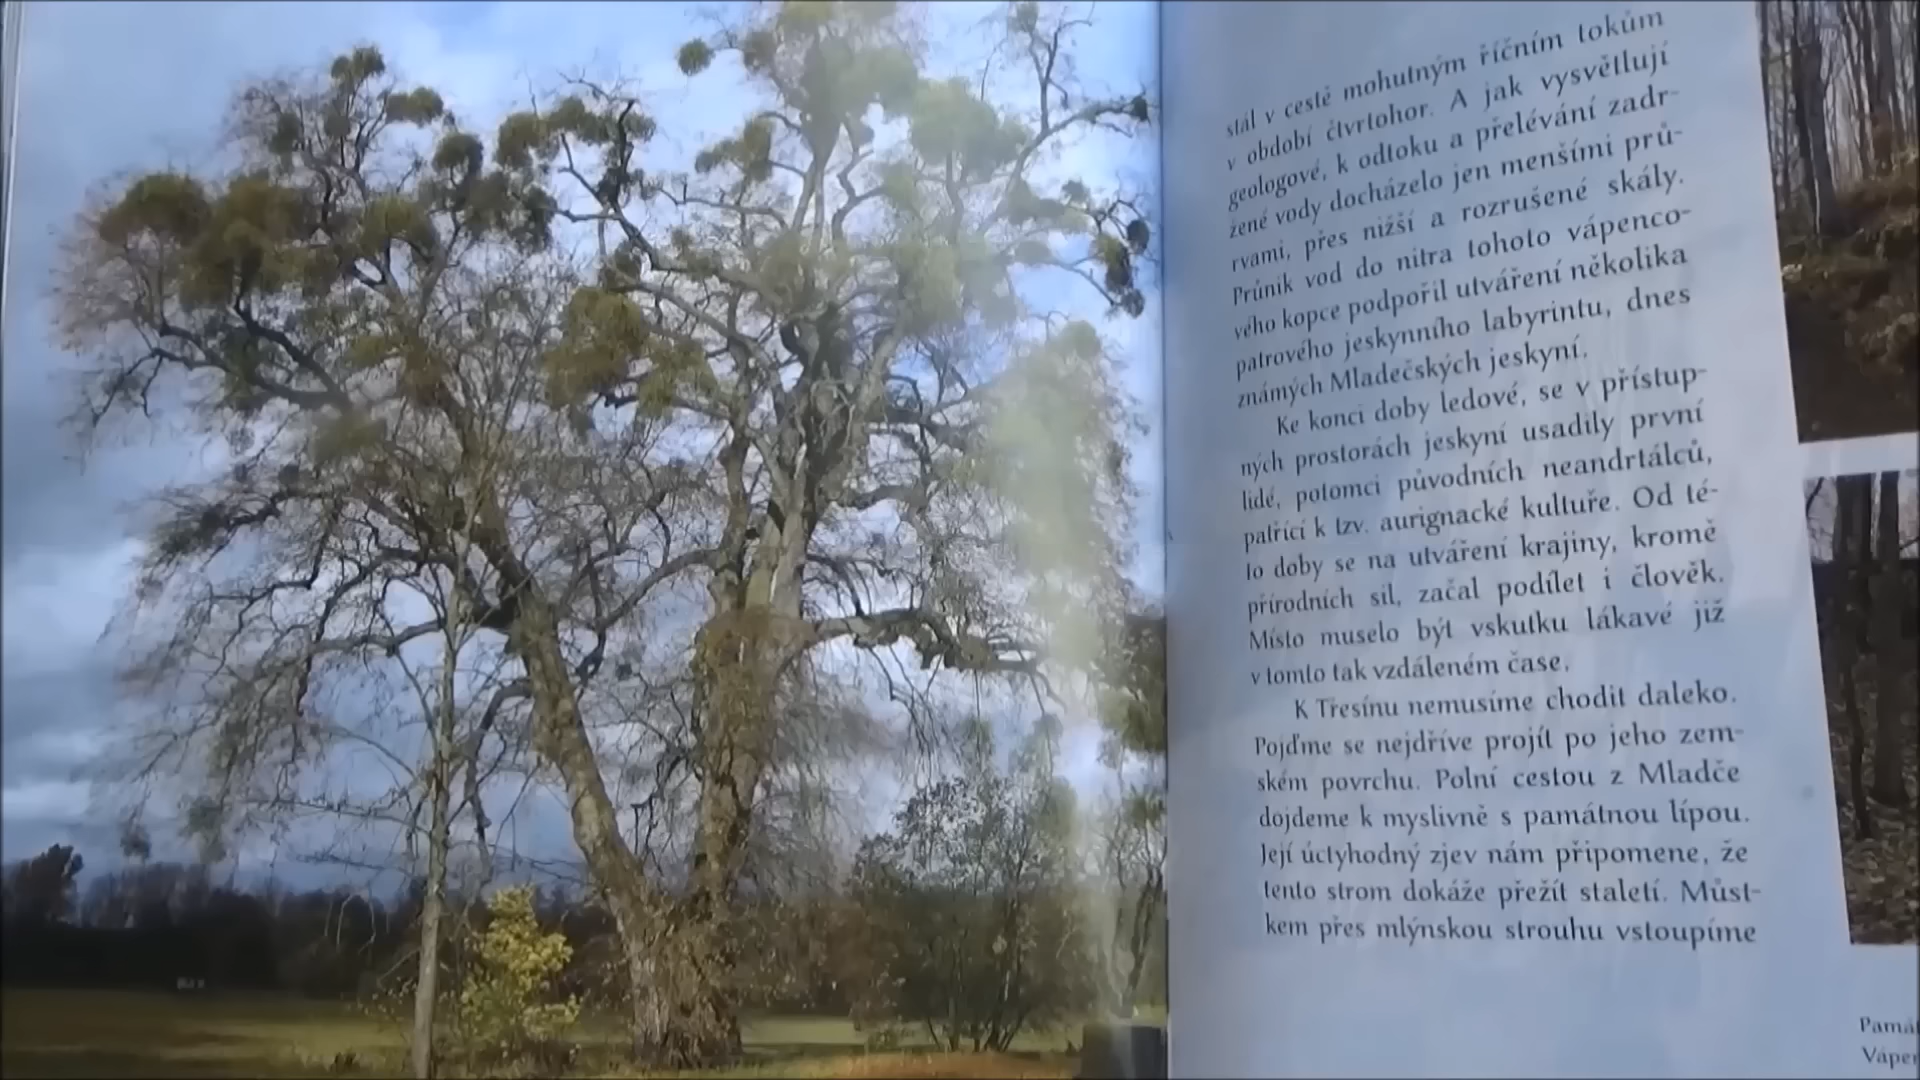 stál v cestě mohutným říčním tokům
v období čtvrtohor. A jak vysvětlují
geologové, k odtoku a přelévání zadr-
žené vody docházelo jen menšími prů-
rvami, přes nižší a rozrušené skály.
Průnik vod do nitra tohoto vápenco-
vého kopce podpořil utváření několika
patrového jeskynního labyrintu, dnes
známých Mladečských jeskyní.
Ke konci doby ledové, se v přístup-
ných prostorách jeskyní usadily první
lidé, potomci původních neandrtálců,
patřící k tzv. aurignacké kultuře. Od té-
to doby se na utváření krajiny, kromě
přírodních sil, začal podílet i člověk.
Místo muselo být vskutku lákavé již
v tomto tak vzdáleném čase.
K Třesínu nemusíme chodit daleko.
Pojďme se nejdříve projít po jeho zem-
ském povrchu. Polní cestou z Mladče
dojdeme k myslivně s památnou lípou.
Její úctyhodný zjev nám připomene, že
tento strom dokáže přežít staletí. Můst-
kem přes mlýnskou strouhu vstoupíme